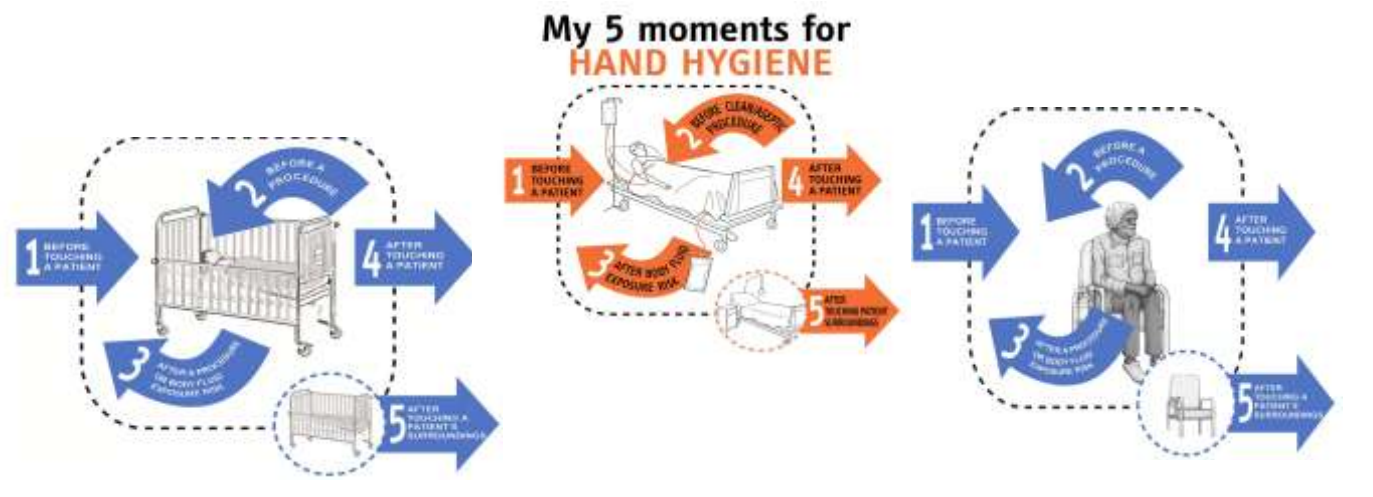 My 5 moments for
HAND HYGIENE
1 BEFORE
TOUCHING
A PATIENT
2 BEFORE A
PROCEDURE
3 AFTER A PROCEDURE
OR BODY FLUID
EXPOSURE RISK
4 AFTER
TOUCHING
A PATIENT
5 AFTER
TOUCHING A
PATIENT'S
SURROUNDINGS
1 BEFORE
TOUCHING
A PATIENT
2 BEFORE CLEAN/ASEPTIC
PROCEDURE
3 AFTER BODY FLUID
EXPOSURE RISK
4 AFTER
TOUCHING
A PATIENT
5 AFTER
TOUCHING PATIENT
SURROUNDINGS
1 BEFORE
TOUCHING
A PATIENT
2 BEFORE A
PROCEDURE
3 AFTER A PROCEDURE
OR BODY FLUID
EXPOSURE RISK
4 AFTER
TOUCHING
A PATIENT
5 AFTER
TOUCHING A
PATIENT'S
SURROUNDINGS